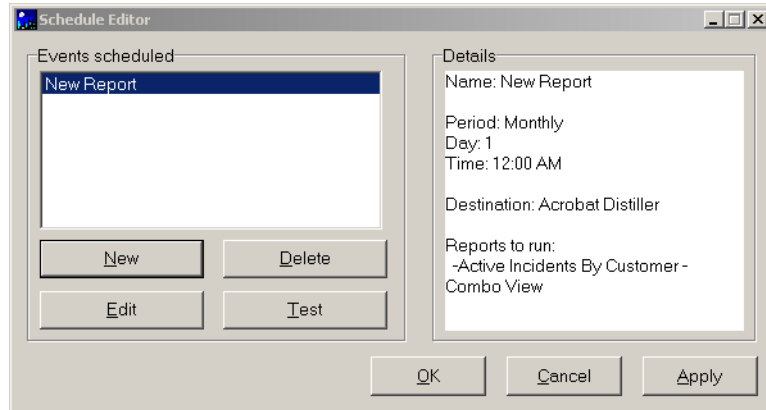 Schedule Editor
Events scheduled
New Report
New
Delete
Edit
Test
Details
Name: New Report
Period: Monthly
Day: 1
Time: 12:00 AM
Destination: Acrobat Distiller
Reports to run:
-Active Incidents By Customer -
Combo View
OK
Cancel
Apply